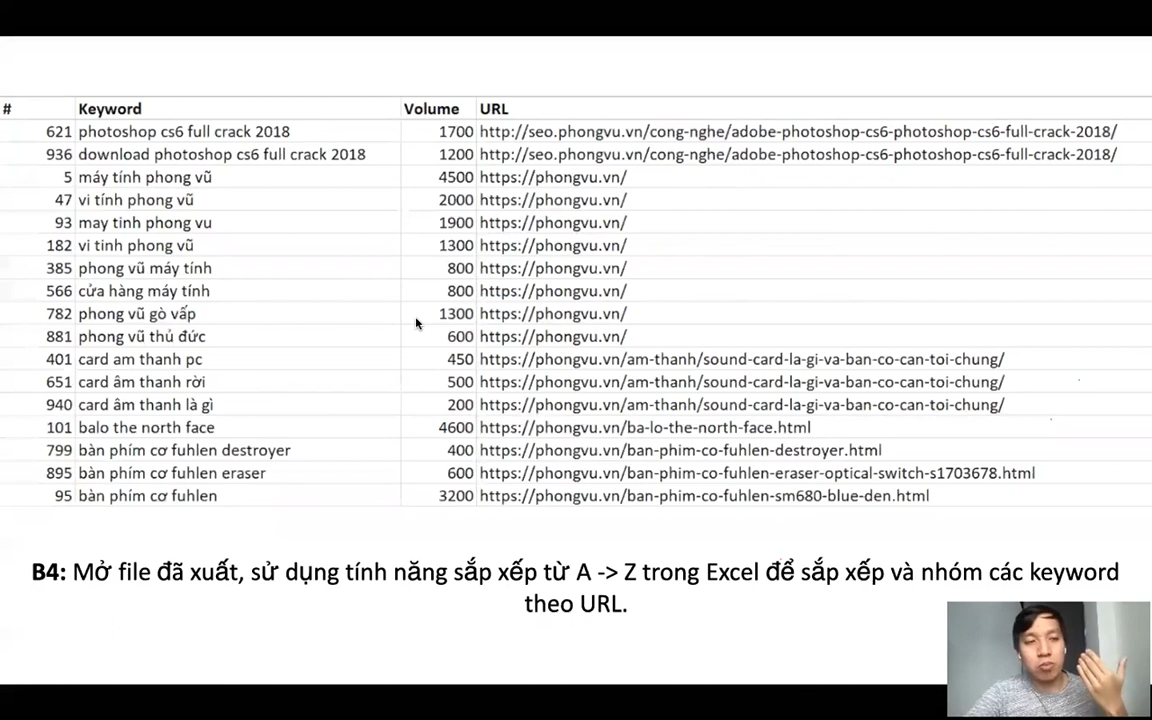 # Keyword Volume URL
621 photoshop cs6 full crack 2018 1700 http://seo.phongvu.vn/cong-nghe/adobe-photoshop-cs6-photoshop-cs6-full-crack-2018/
936 download photoshop cs6 full crack 2018 1200 http://seo.phongvu.vn/cong-nghe/adobe-photoshop-cs6-photoshop-cs6-full-crack-2018/
5 máy tính phong vũ 4500 https://phongvu.vn/
47 vi tính phong vũ 2000 https://phongvu.vn/
93 may tinh phong vu 1900 https://phongvu.vn/
182 vi tinh phong vũ 1300 https://phongvu.vn/
385 phong vũ máy tính 800 https://phongvu.vn/
566 cửa hàng máy tính 800 https://phongvu.vn/
782 phong vũ gò vấp 1300 https://phongvu.vn/
881 phong vũ thủ đức 600 https://phongvu.vn/
401 card am thanh pc 450 https://phongvu.vn/am-thanh/sound-card-la-gi-va-ban-co-can-toi-chung/
651 card âm thanh rời 500 https://phongvu.vn/am-thanh/sound-card-la-gi-va-ban-co-can-toi-chung/
940 card âm thanh là gì 200 https://phongvu.vn/am-thanh/sound-card-la-gi-va-ban-co-can-toi-chung/
101 balo the north face 4600 https://phongvu.vn/ba-lo-the-north-face.html
799 bàn phím cơ fuhlen destroyer 400 https://phongvu.vn/ban-phim-co-fuhlen-destroyer.html
895 bàn phím cơ fuhlen eraser 600 https://phongvu.vn/ban-phim-co-fuhlen-eraser-optical-switch-s1703678.html
95 bàn phím cơ fuhlen 3200 https://phongvu.vn/ban-phim-co-fuhlen-sm680-blue-den.html
B4: Mở file đã xuất, sử dụng tính năng sắp xếp từ A -> Z trong Excel để sắp xếp và nhóm các keyword
theo URL.